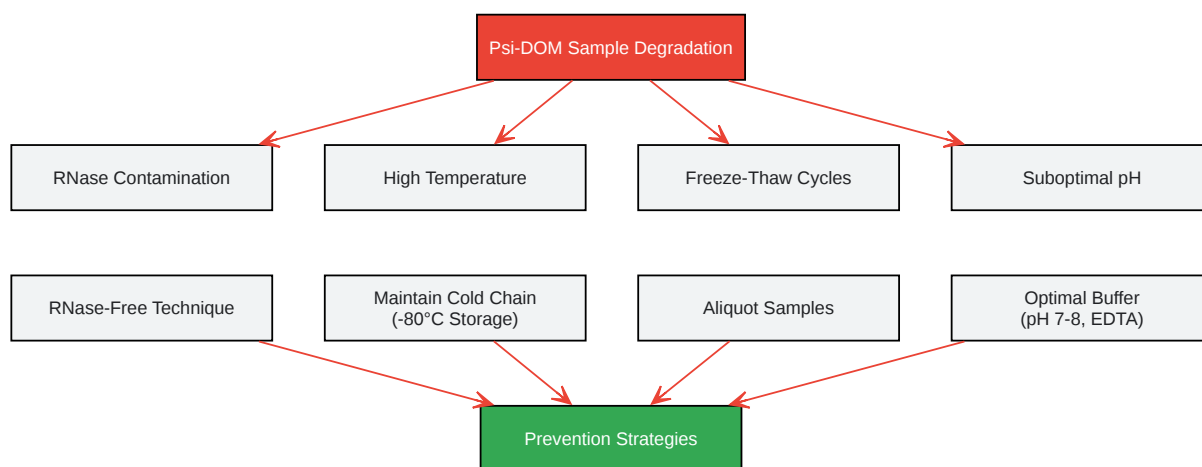 Psi-DOM Sample Degradation
RNase Contamination
High Temperature
Freeze-Thaw Cycles
Suboptimal pH
RNase-Free Technique
Maintain Cold Chain
(-80°C Storage)
Aliquot Samples
Optimal Buffer
(pH 7-8, EDTA)
Prevention Strategies